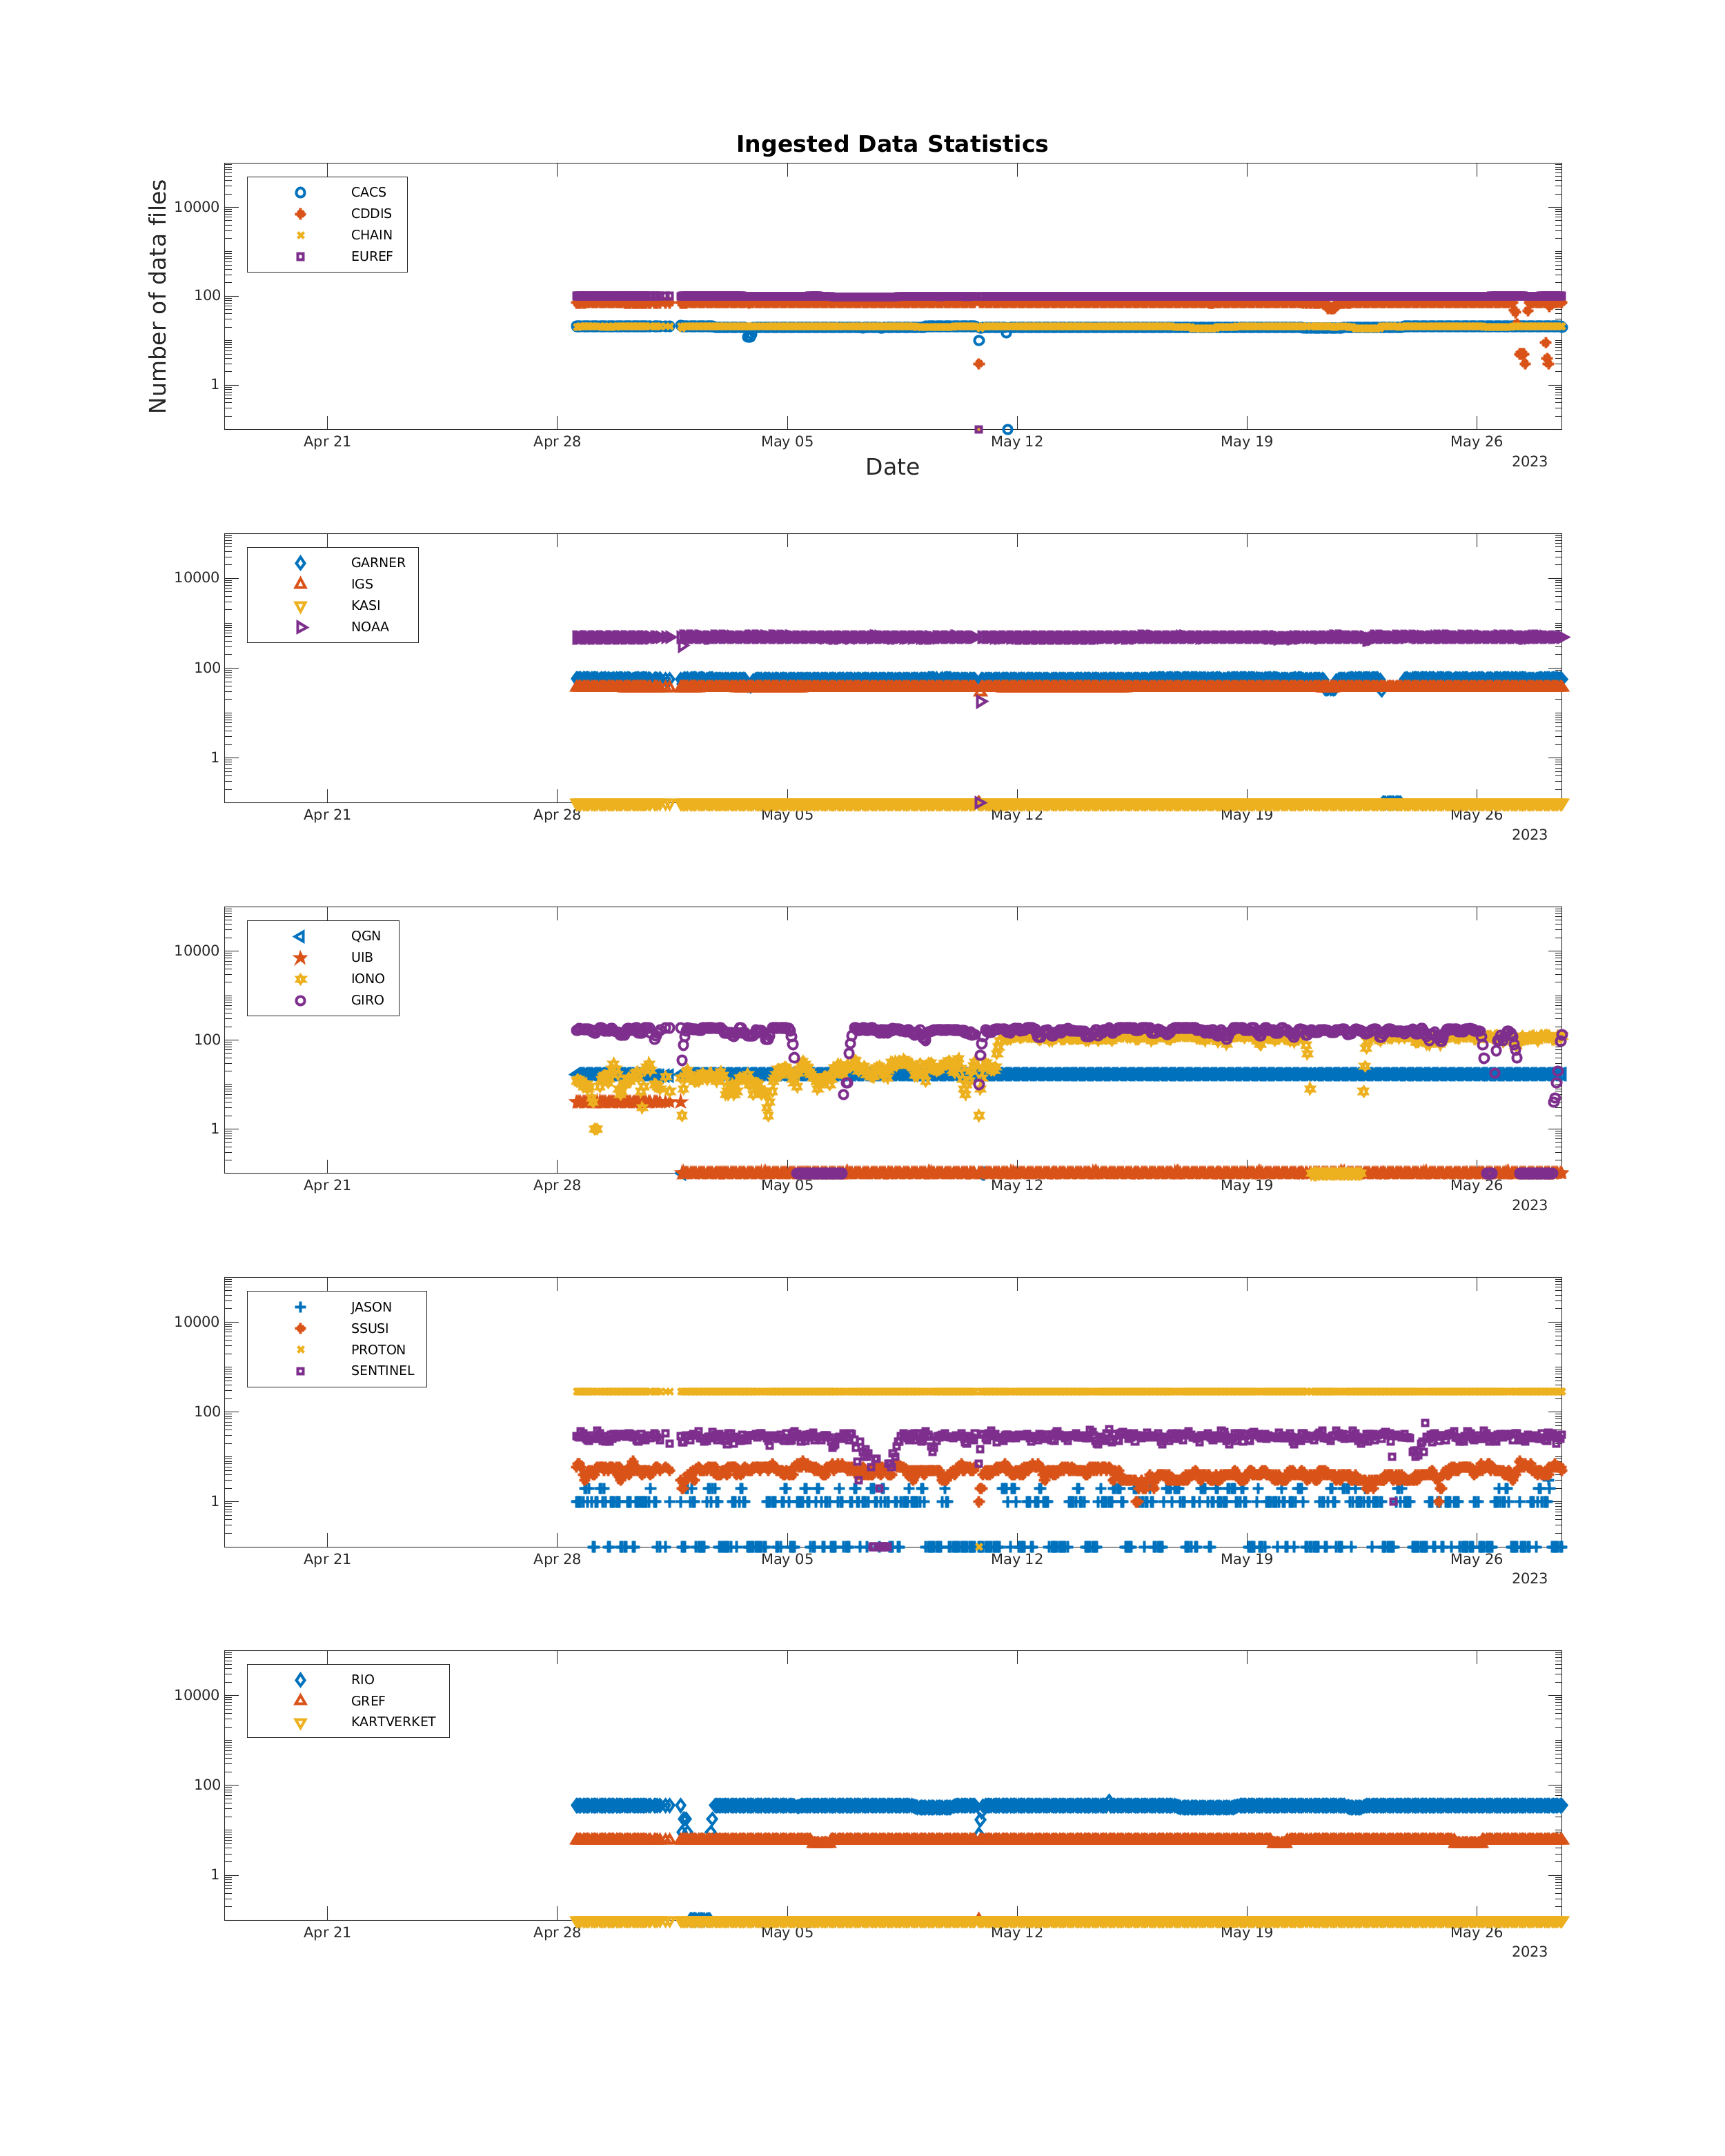 Ingested Data Statistics
Number of data files
CACS
CDDIS
CHAIN
EUREF
10000
100
1
Apr 21 Apr 28 May 05 May 12 May 19 May 26
2023
Date
GARNER
IGS
KASI
NOAA
10000
100
1
Apr 21 Apr 28 May 05 May 12 May 19 May 26
2023
QGN
UIB
IONO
GIRO
10000
100
1
Apr 21 Apr 28 May 05 May 12 May 19 May 26
2023
JASON
SSUSI
PROTON
SENTINEL
10000
100
1
Apr 21 Apr 28 May 05 May 12 May 19 May 26
2023
RIO
GREF
KARTVERKET
10000
100
1
Apr 21 Apr 28 May 05 May 12 May 19 May 26
2023